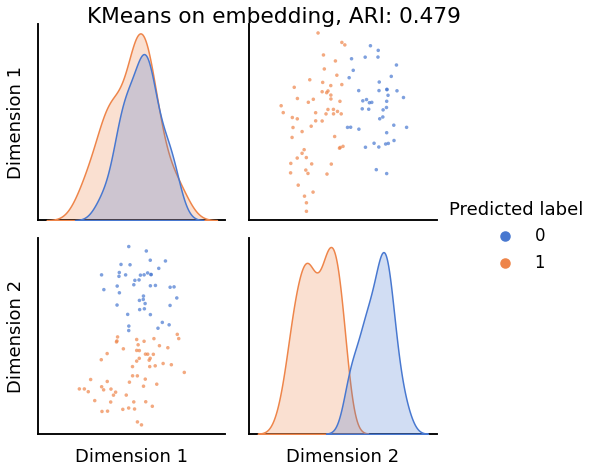 KMeans on embedding, ARI: 0.479
Dimension 1
Dimension 2
Dimension 1
Dimension 2
Predicted label
0
1